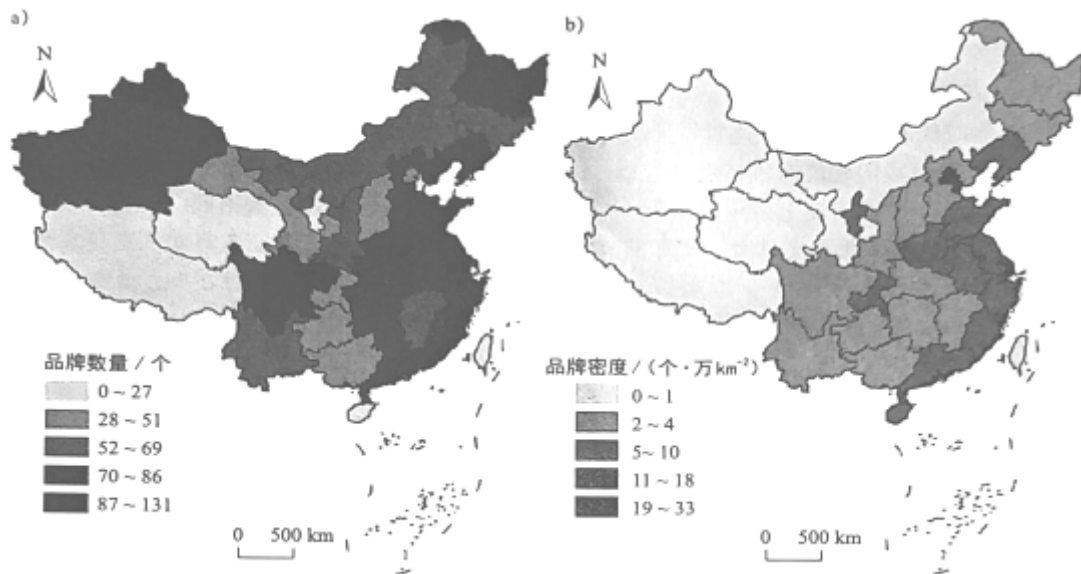 a)
N
品牌数量 / 个
0 ~ 27
28 ~ 51
52 ~ 69
70 ~ 86
87 ~ 131
0 500 km
b)
N
品牌密度 / (个 · 万km⁻²)
0 ~ 1
2 ~ 4
5 ~ 10
11 ~ 18
19 ~ 33
0 500 km